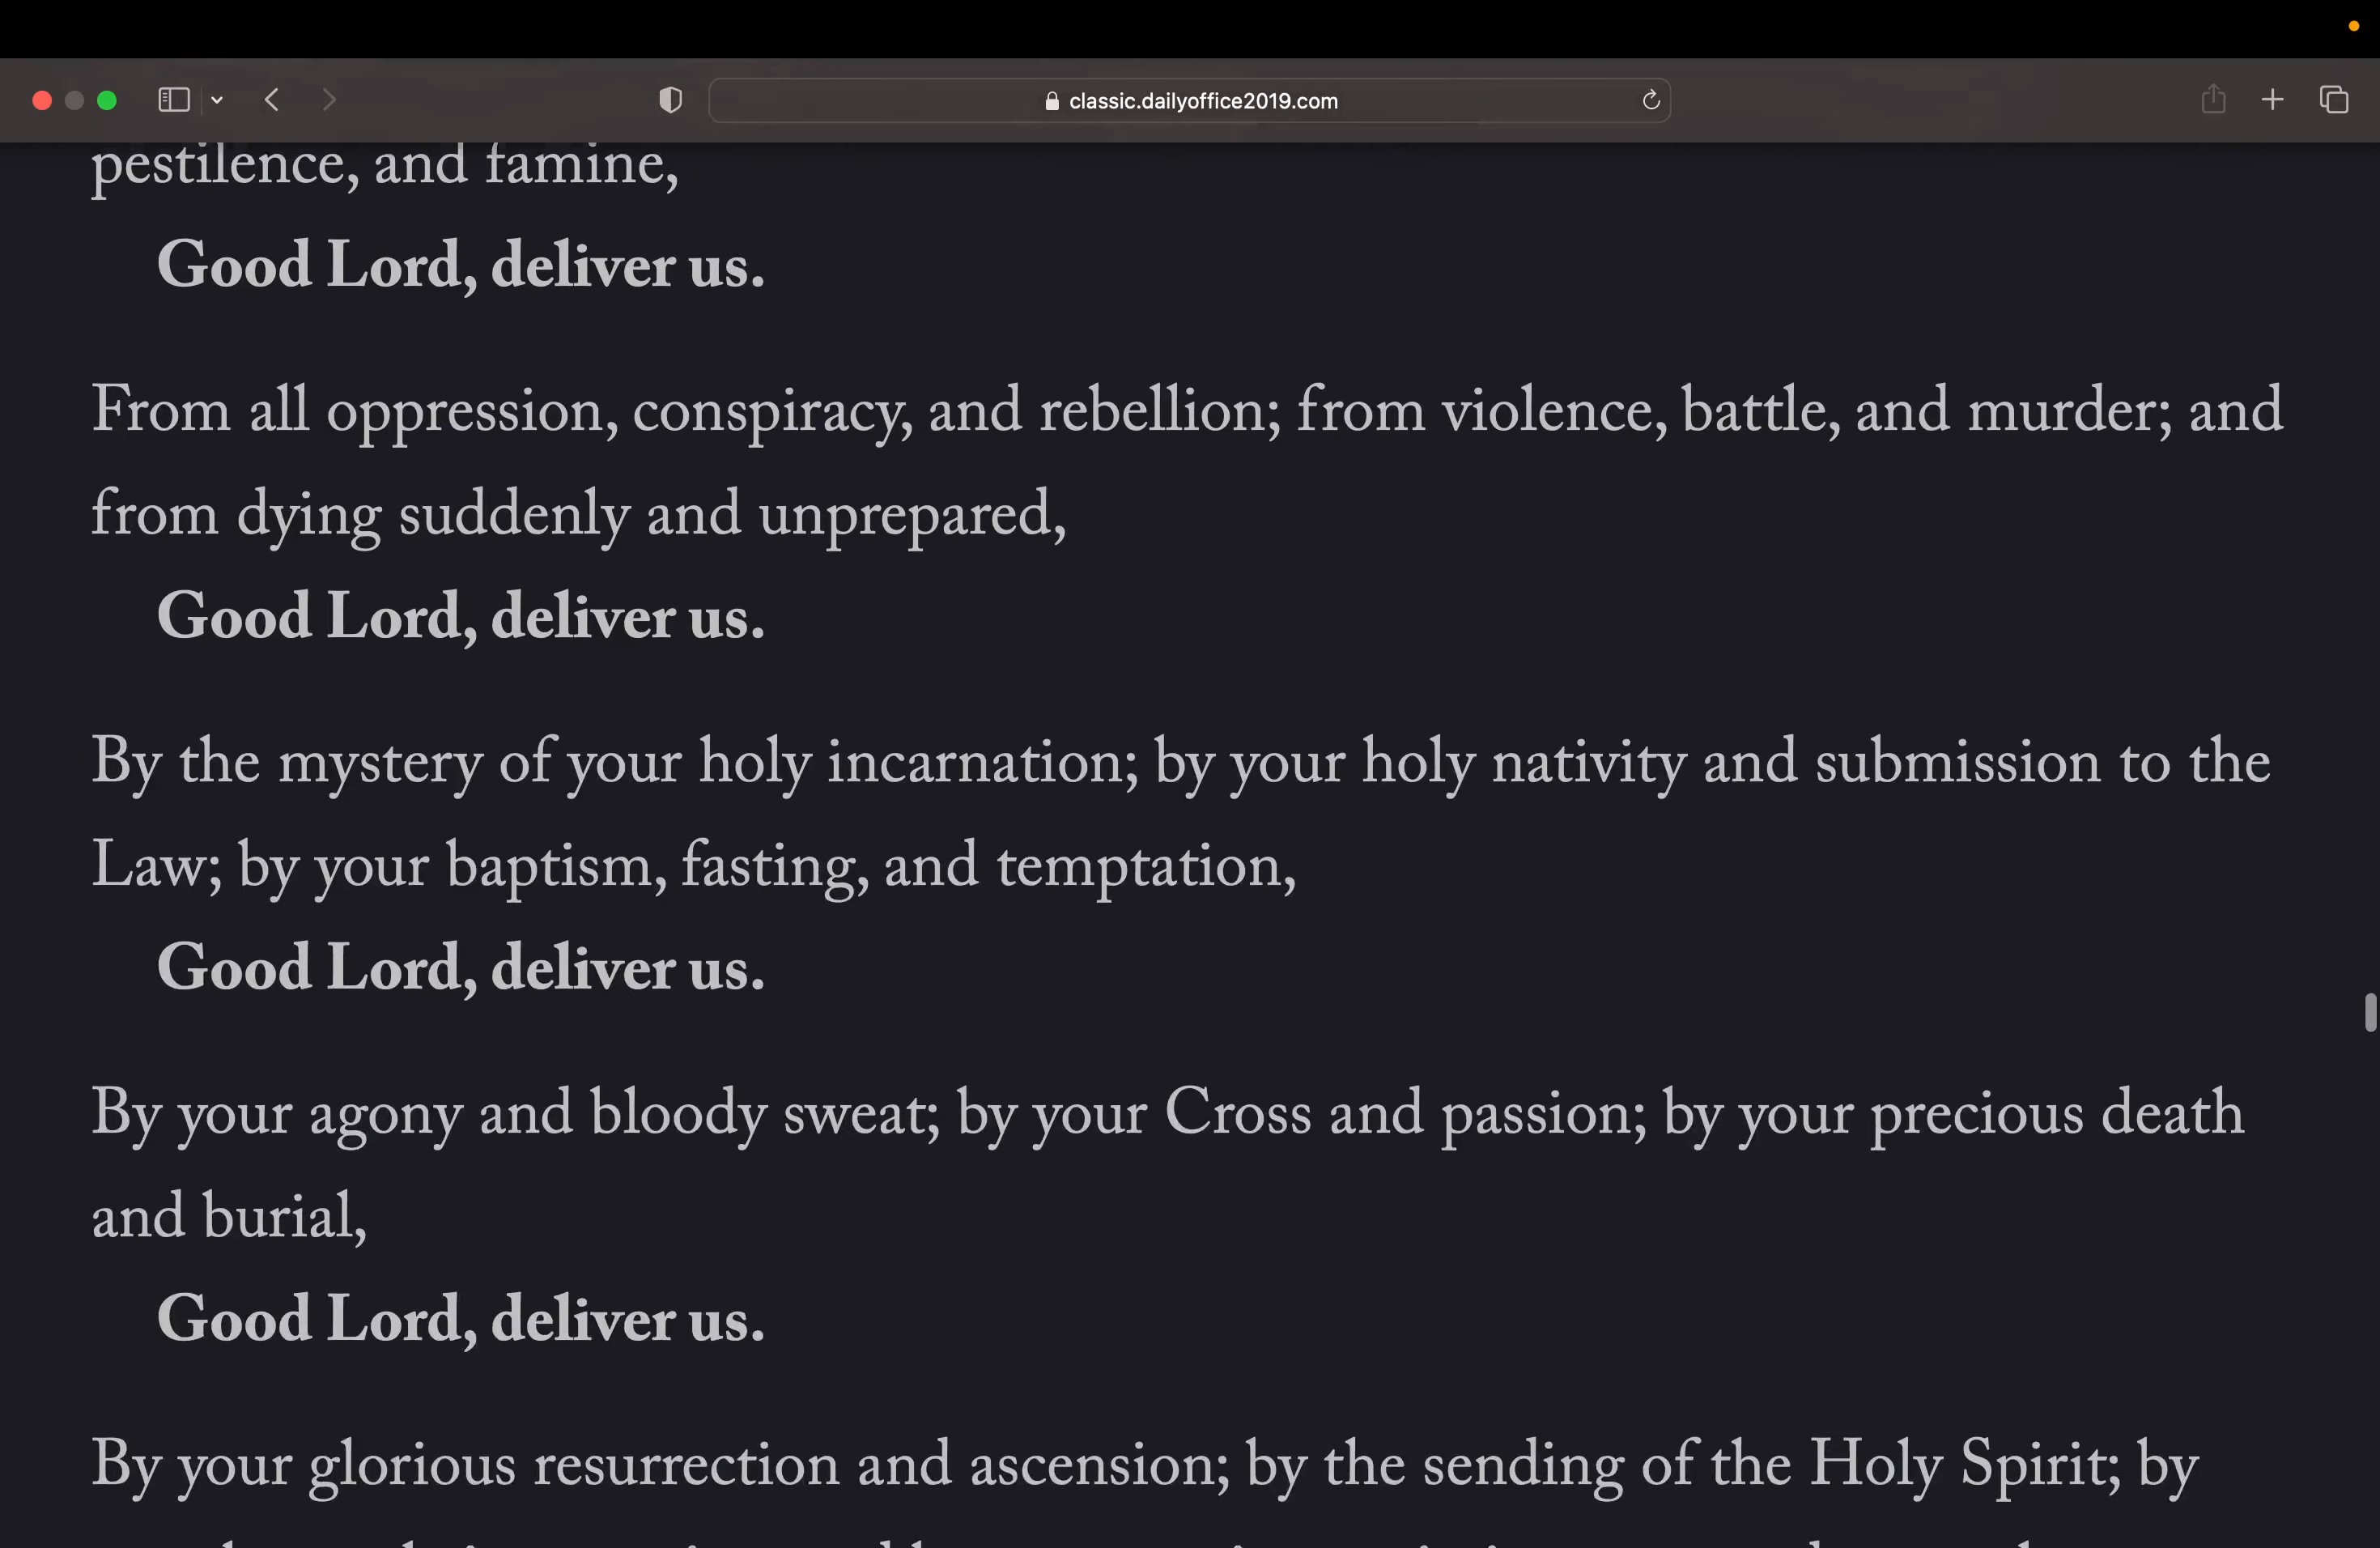 classic.dailyoffice2019.com
pestilence, and famine,
Good Lord, deliver us.
From all oppression, conspiracy, and rebellion; from violence, battle, and murder; and
from dying suddenly and unprepared,
Good Lord, deliver us.
By the mystery of your holy incarnation; by your holy nativity and submission to the
Law; by your baptism, fasting, and temptation,
Good Lord, deliver us.
By your agony and bloody sweat; by your Cross and passion; by your precious death
and burial,
Good Lord, deliver us.
By your glorious resurrection and ascension; by the sending of the Holy Spirit; by